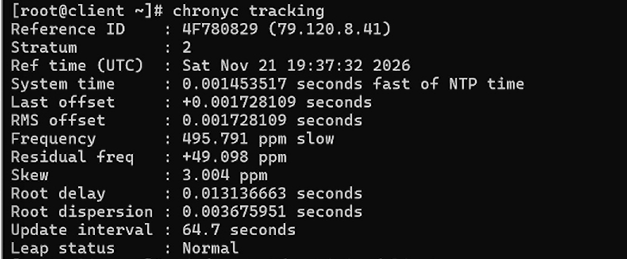 [root@client ~]# chronyc tracking
Reference ID    : 4F780829 (79.120.8.41)
Stratum         : 2
Ref time (UTC)  : Sat Nov 21 19:37:32 2026
System time     : 0.001453517 seconds fast of NTP time
Last offset     : +0.001728109 seconds
RMS offset      : 0.001728109 seconds
Frequency       : 495.791 ppm slow
Residual freq   : +49.098 ppm
Skew            : 3.004 ppm
Root delay      : 0.013136663 seconds
Root dispersion : 0.003675951 seconds
Update interval : 64.7 seconds
Leap status     : Normal